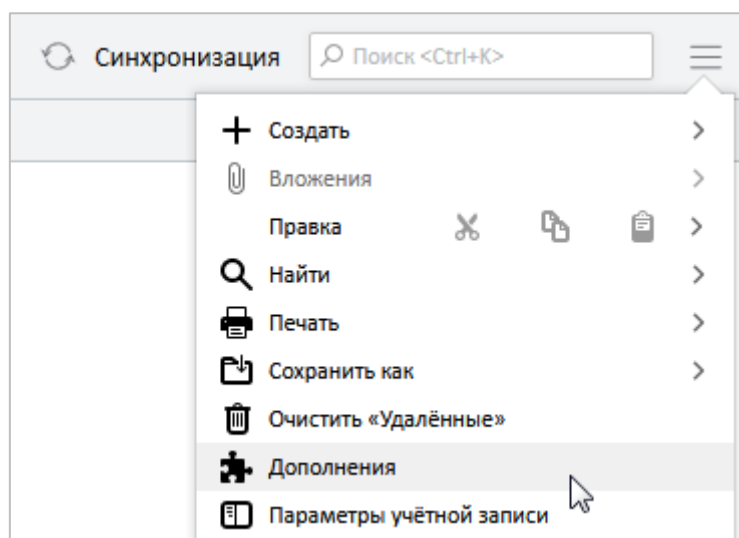 Синхронизация
Поиск <Ctrl+K>
Создать
Вложения
Правка
Найти
Печать
Сохранить как
Очистить «Удалённые»
Дополнения
Параметры учётной записи